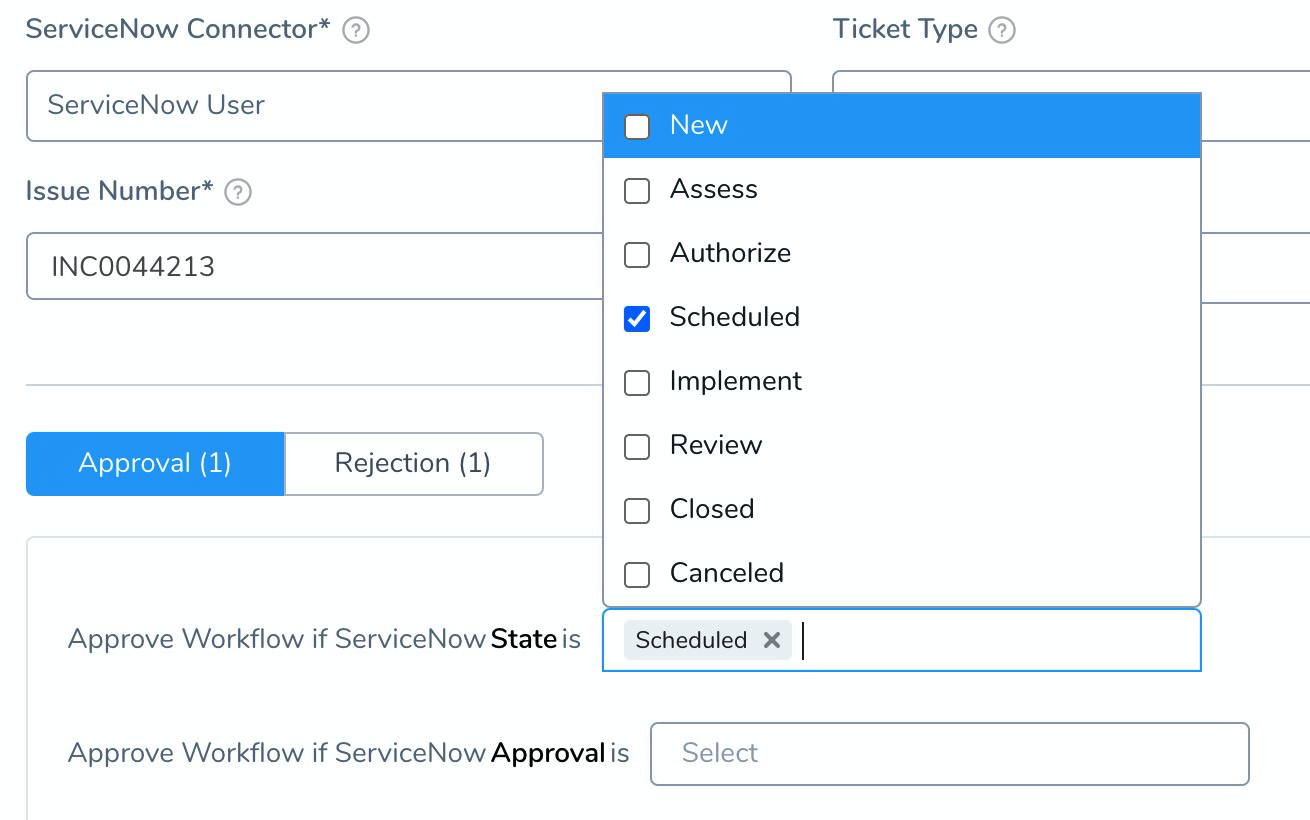 ServiceNow Connector* ?
Ticket Type ?
ServiceNow User
Issue Number* ?
INC0044213
New
Assess
Authorize
Scheduled
Implement
Review
Closed
Canceled
Approval (1)
Rejection (1)
Approve Workflow if ServiceNow State is
Scheduled
Approve Workflow if ServiceNow Approval is
Select